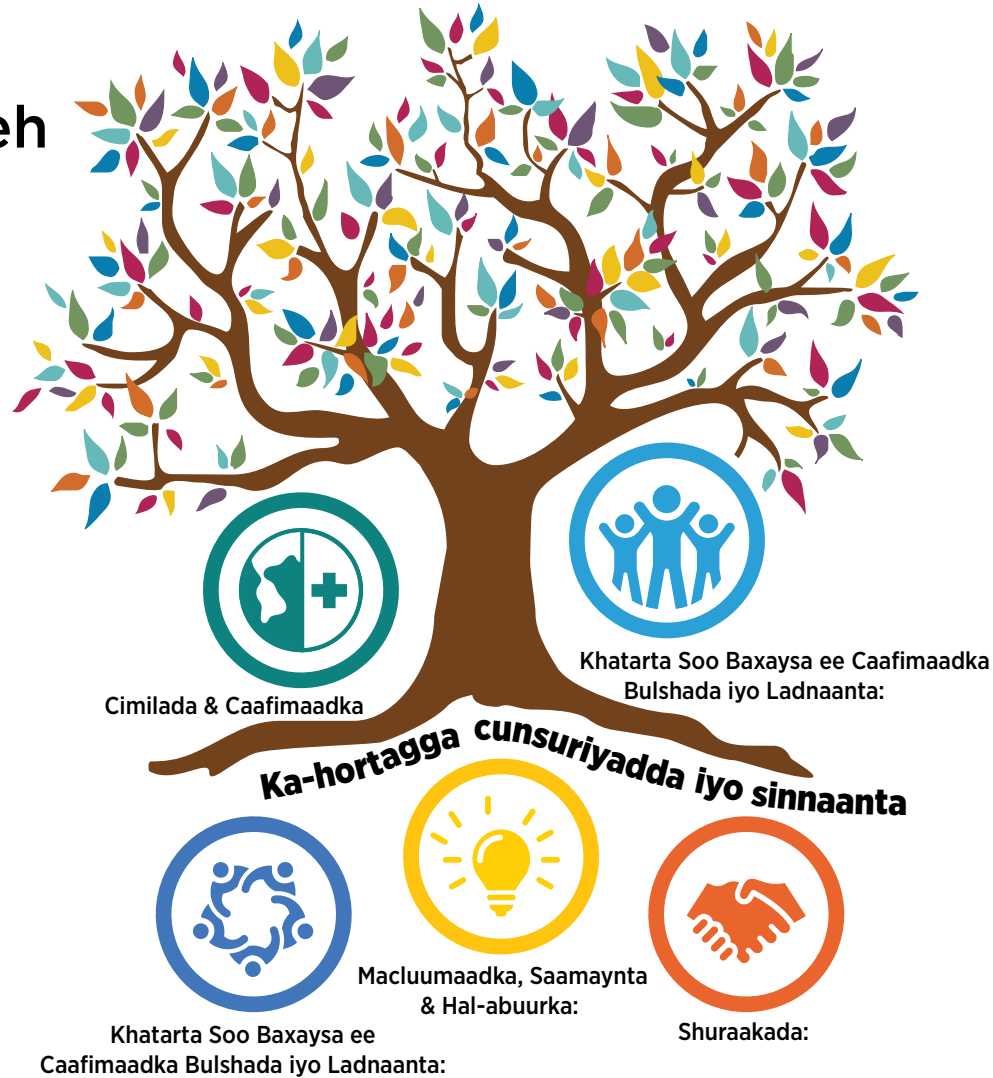 eh
Cimilada & Caafimaadka
Khatarta Soo Baxaysa ee Caafimaadka
Bulshada iyo Ladnaanta:
Ka-hortagga cunsuriyadda iyo sinnaanta
Khatarta Soo Baxaysa ee
Caafimaadka Bulshada iyo Ladnaanta:
Macluumaadka, Saamaynta
& Hal-abuurka:
Shuraakada: